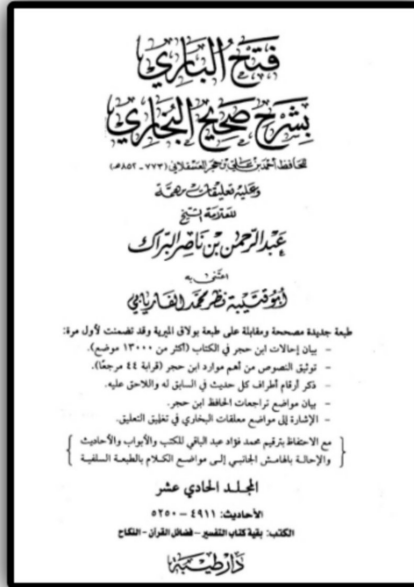 فتح الباري
بشرح صحيح البخاري
للحافظ أحمد بن علي بن حجر العسقلاني (٧٧٣ - ٨٥٢هـ)
وعليه تعليقات مهمة
للعلامة الشيخ
عبد الرحمن بن ناصر البراك
اعتنى به
أبو قتيبة نظر محمد الفاريابي
طبعة جديدة مصححة ومقابلة على طبعة بولاق الميرية وقد تضمنت لأول مرة:
- بيان إحالات ابن حجر في الكتاب (أكثر من ١٣٠٠٠ موضع).
- توثيق النصوص من أهم موارد ابن حجر (قرابة ٤٤ مرجعًا).
- ذكر أرقام أطراف كل حديث في السابق له واللاحق عليه.
- بيان مواضع تراجعات الحافظ ابن حجر.
- الإشارة إلى مواضع معلقات البخاري في تغليق التعليق.
مع الاحتفاظ بترقيم محمد فؤاد عبد الباقي للكتب والأبواب والأحاديث
والإحالة بالهامش الجانبي إلى مواضع الكلام بالطبعة السلفية
المجلد الحادي عشر
الأحاديث: ٤٩١١ - ٥٢٥٠
الكتب: بقية كتاب التفسير - فضائل القرآن - النكاح
دار طيبة